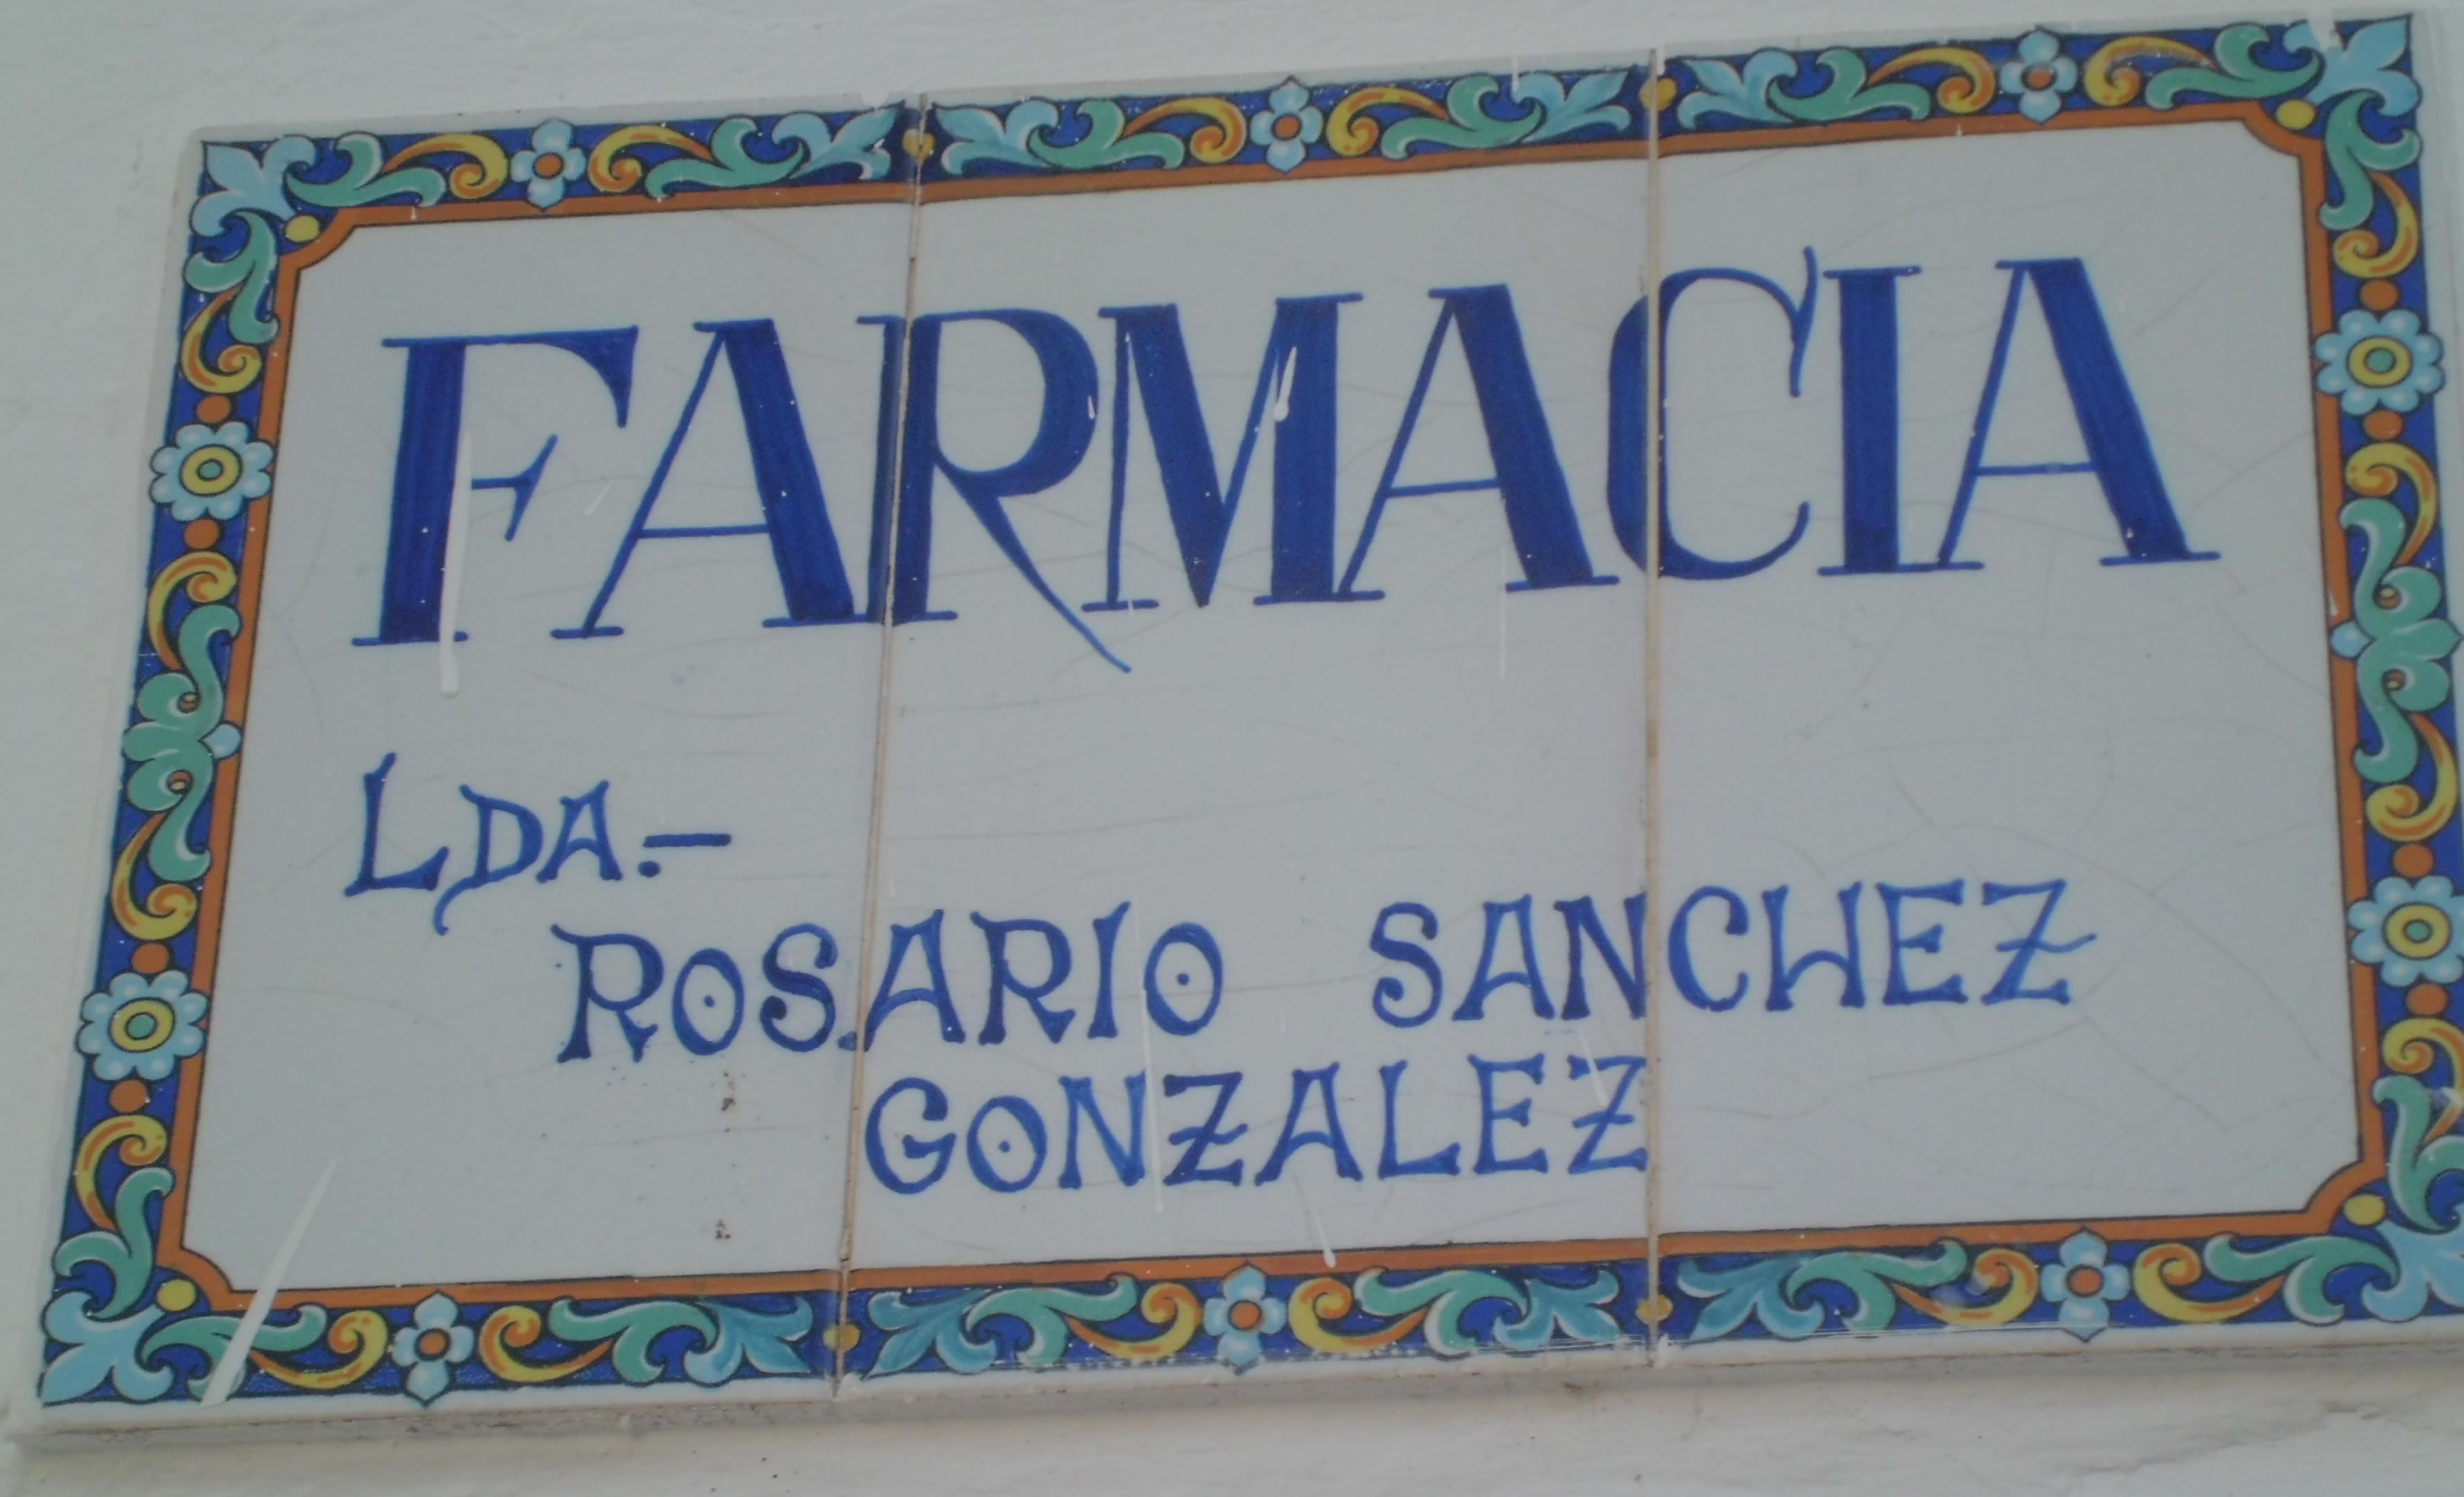 FARMACIA
LDA.-
ROSARIO SANCHEZ
GONZALEZ